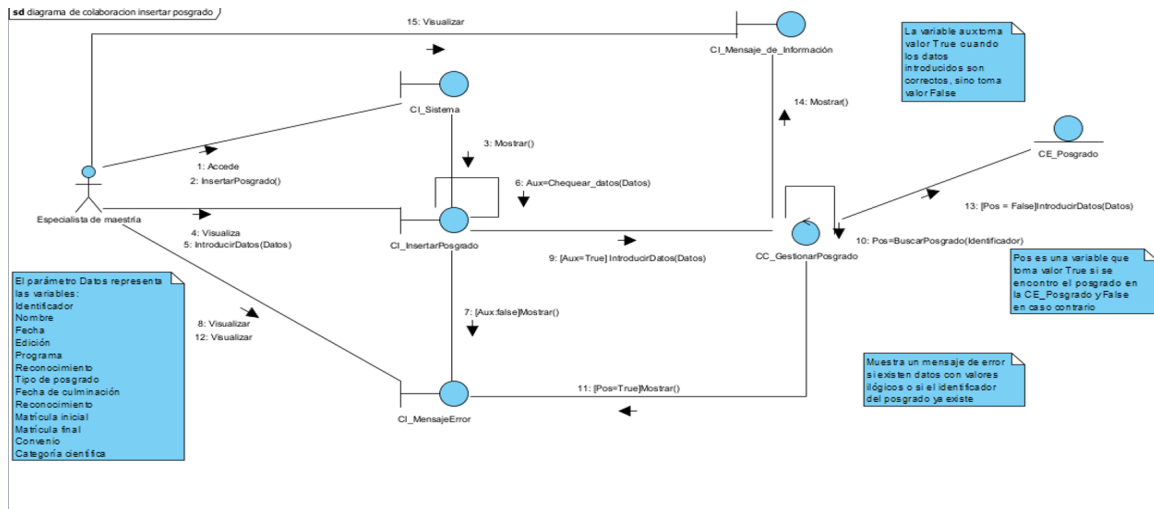 sd diagrama de colaboracion insertar posgrado
15: Visualizar
CI_Mensaje_de_Información
La variable aux toma
valor True cuando
los datos
introducidos son
correctos, sino toma
valor False
CI_Sistema
14: Mostrar()
3: Mostrar()
CE_Posgrado
1: Accede
2: InsertarPosgrado()
6: Aux=Chequear_datos(Datos)
Especialista de maestría
13: [Pos = False]IntroducirDatos(Datos)
4: Visualiza
5: IntroducirDatos(Datos)
CI_InsertarPosgrado
10: Pos=BuscarPosgrado(Identificador)
9: [Aux=True] IntroducirDatos(Datos)
CC_GestionarPosgrado
Pos es una variable que
toma valor True si se
encontro el posgrado en
la CE_Posgrado y False
en caso contrario
El parámetro Datos representa
las variables:
Identificador
Nombre
Fecha
Edición
Programa
Reconocimiento
Tipo de posgrado
Fecha de culminación
Reconocimiento
Matrícula inicial
Matrícula final
Convenio
Categoría científica
7: [Aux:false]Mostrar()
8: Visualizar
12: Visualizar
Muestra un mensaje de error
si existen datos con valores
ilógicos o si el identificador
del posgrado ya existe
11: [Pos=True]Mostrar()
CI_MensajeError